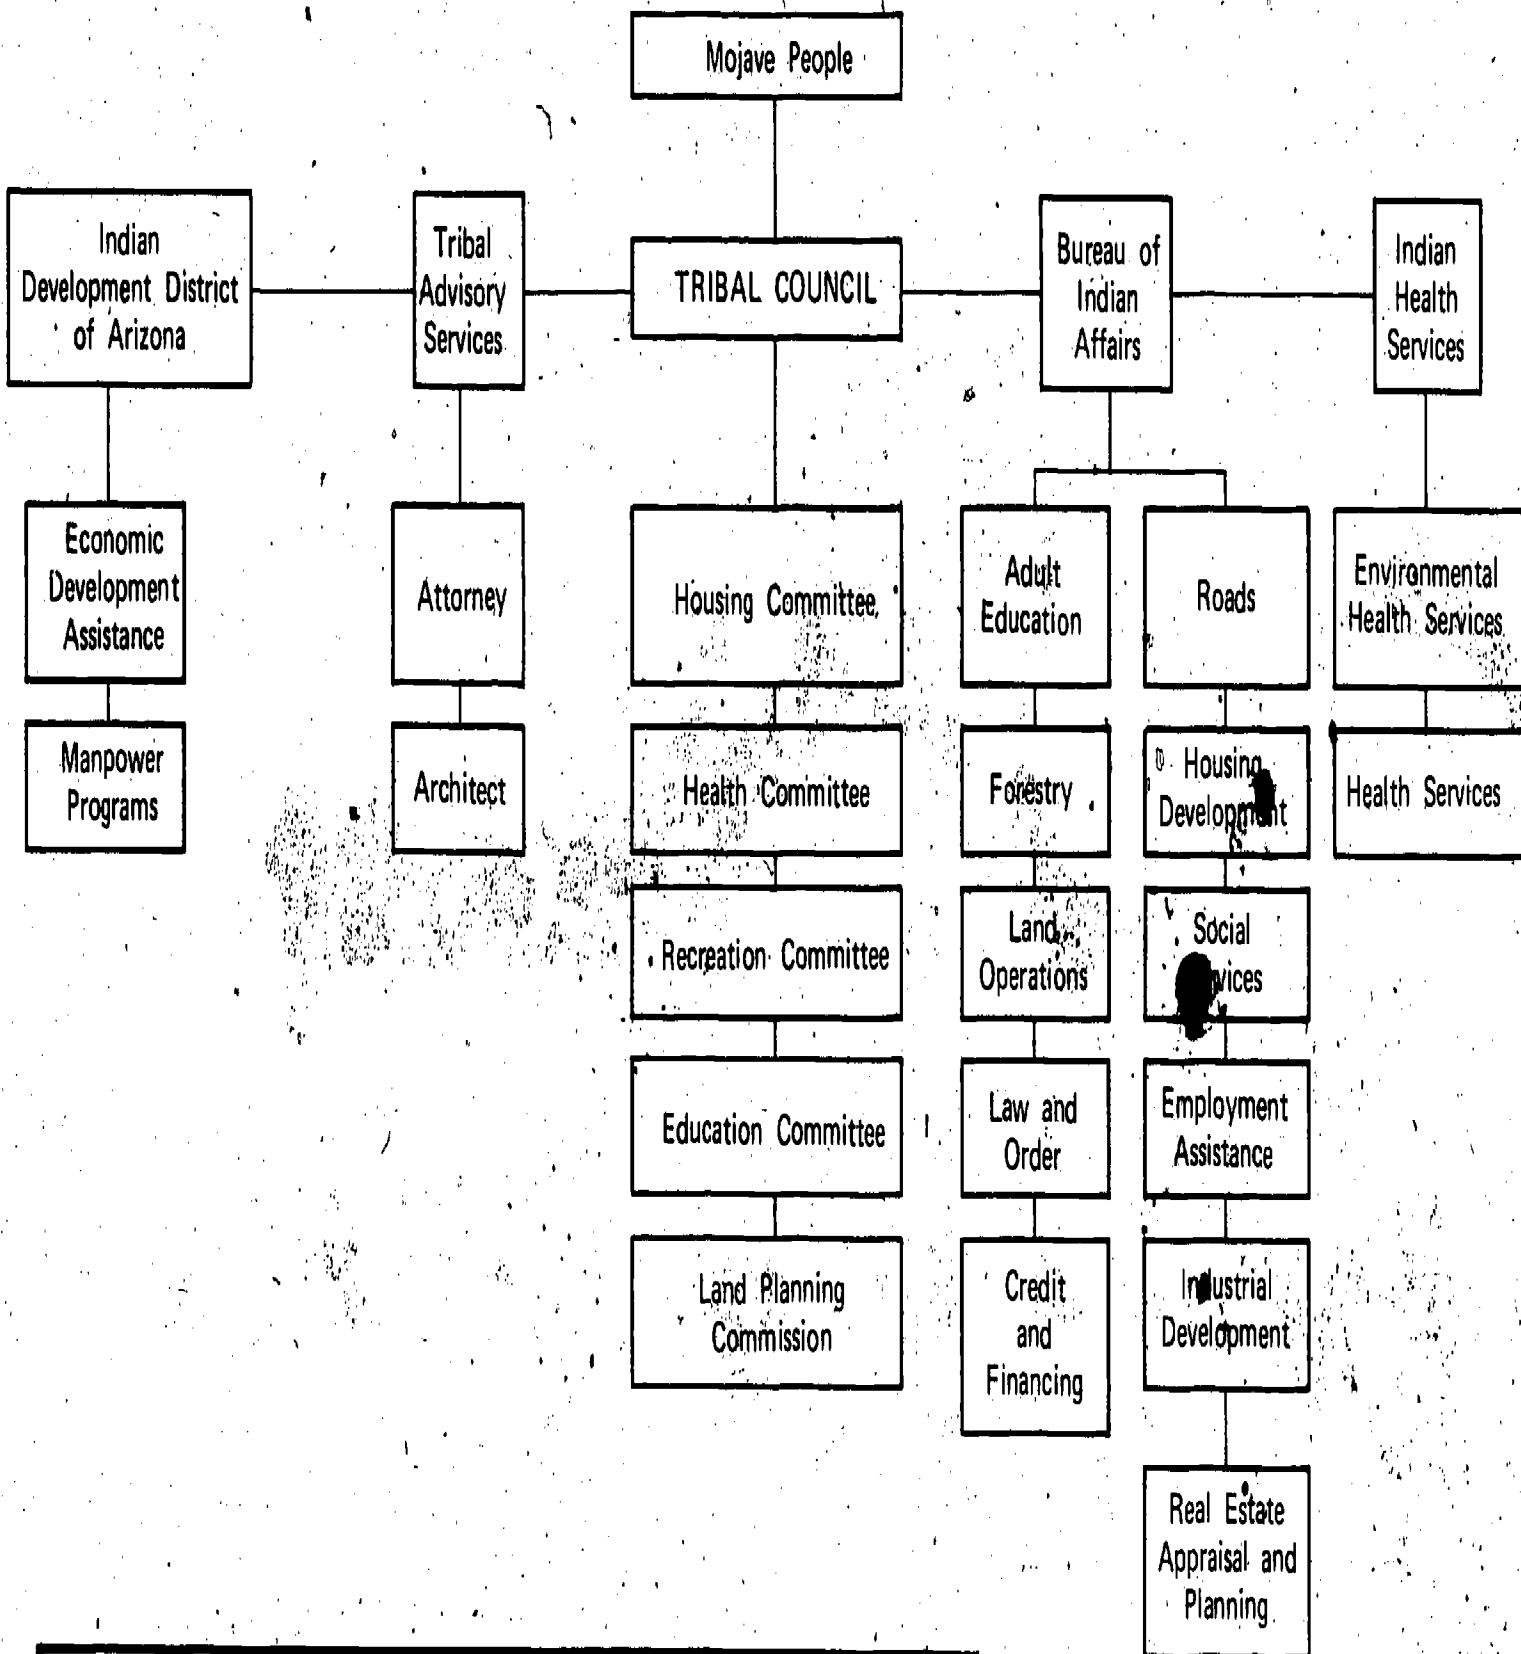 Mojave People
Indian
Development District
of Arizona
Tribal
Advisory
Services
TRIBAL COUNCIL
Bureau of
Indian
Affairs
Indian
Health
Services
Economic
Development
Assistance
Attorney
Housing Committee
Adult
Education
Roads
Environmental
Health Services
Manpower
Programs
Architect
Health Committee
Forestry
Housing
Development
Health Services
Recreation Committee
Land
Operations
Social
Education Committee
Law and
Order
Employment
Assistance
Land Planning
Commission
Credit
and
Financing
Industrial
Development
Real Estate
Appraisal and
Planning